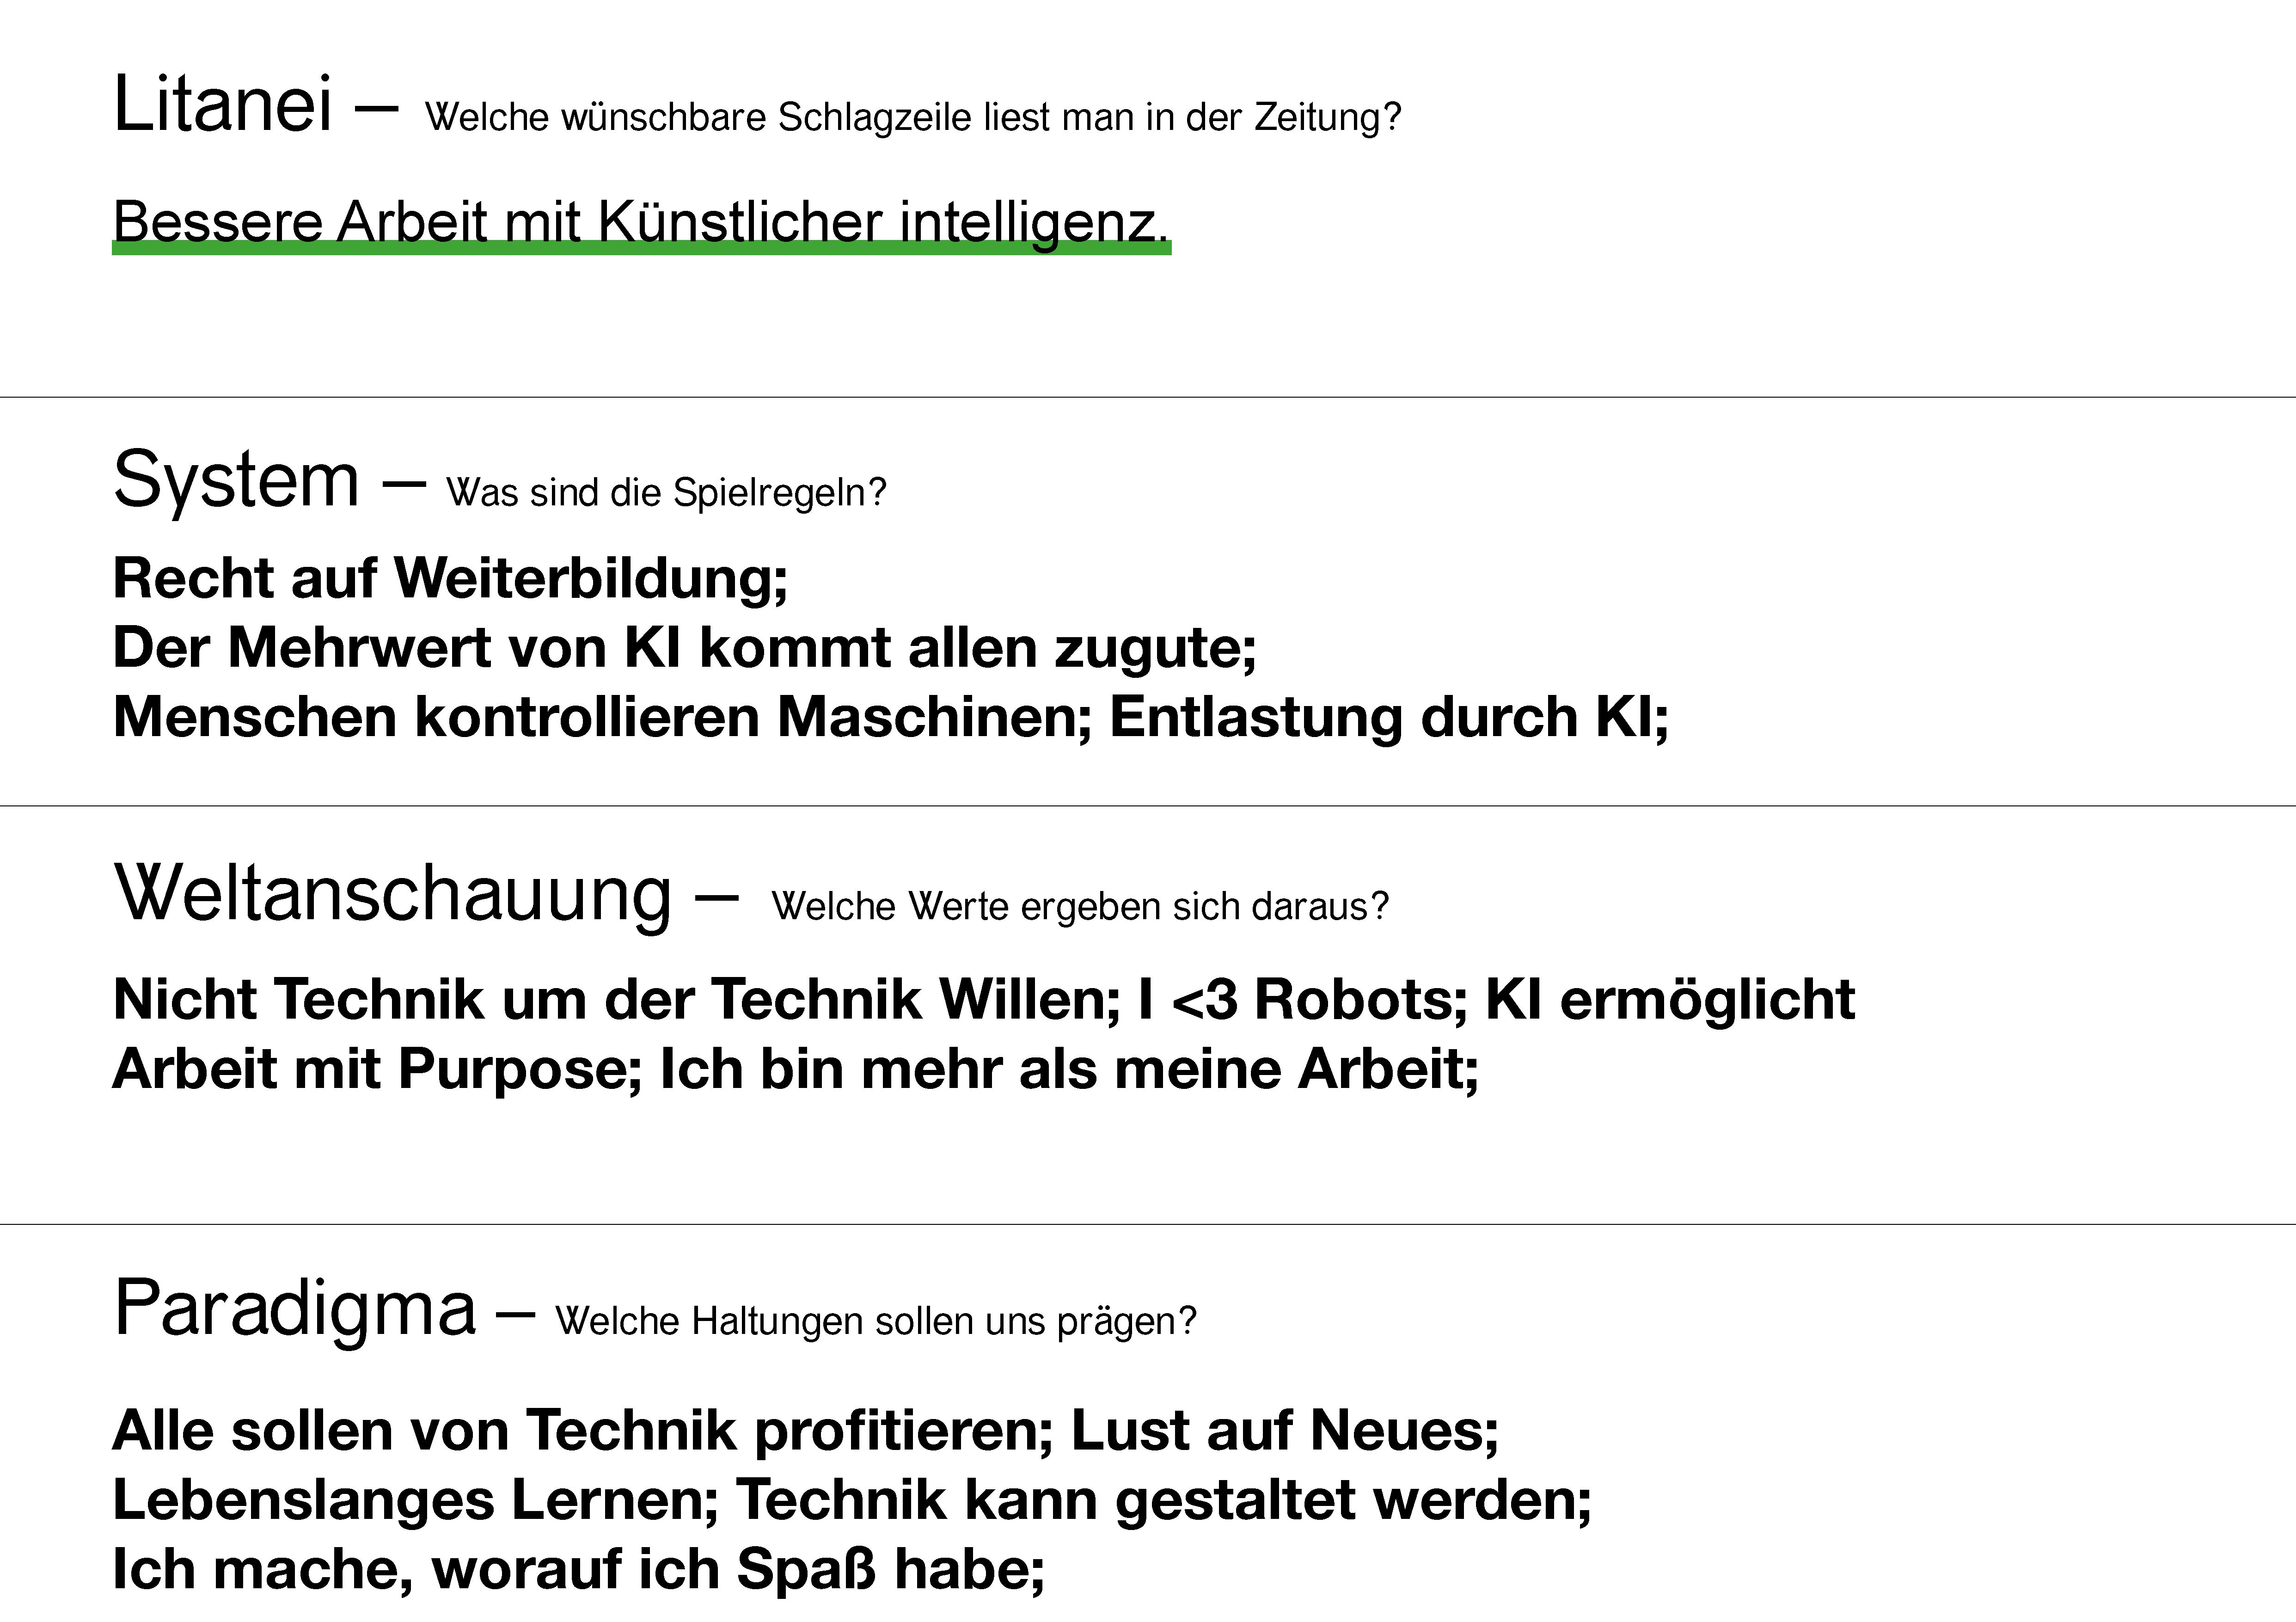 Litanei – Welche wünschbare Schlagzeile liest man in der Zeitung?
Bessere Arbeit mit Künstlicher intelligenz.
System – Was sind die Spielregeln?
Recht auf Weiterbildung;
Der Mehrwert von KI kommt allen zugute;
Menschen kontrollieren Maschinen; Entlastung durch KI;
Weltanschauung – Welche Werte ergeben sich daraus?
Nicht Technik um der Technik Willen; I <3 Robots; KI ermöglicht
Arbeit mit Purpose; Ich bin mehr als meine Arbeit;
Paradigma – Welche Haltungen sollen uns prägen?
Alle sollen von Technik profitieren; Lust auf Neues;
Lebenslanges Lernen; Technik kann gestaltet werden;
Ich mache, worauf ich Spaß habe;